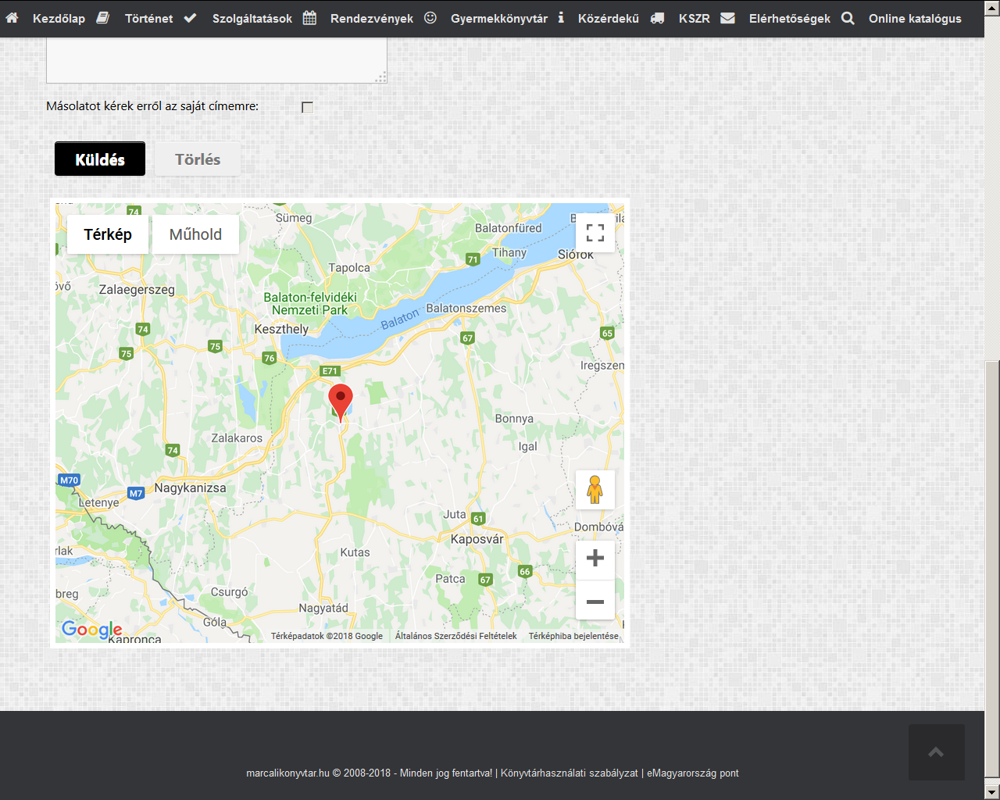 Kezdőlap Történet Szolgáltatások Rendezvények Gyermekkönyvtár Közérdekű KSZR Elérhetőségek Online katalógus
Másolatot kérek erről az saját címemre:
Küldés Törlés
74
Térkép Műhold
Sümeg
Balatonfüred
Tihany
Siófok
71
Tapolca
Zalaegerszeg
Balaton-felvidéki
Nemzeti Park
Balatonszemes
Balaton
Keszthely
74
67
65
75
75
76
E71
Iregszem
Bonnya
Zalakaros
Igal
74
M70
Nagykanizsa
M7
Letenye
Juta
61
Dombóvá
Kaposvár
Kutas
66
Patca
67
Csurgó
Nagyatád
Góla
Google
Kapronca
Térképadatok ©2018 Google Általános Szerződési Feltételek Térképhiba bejelentése
marcalikonyvtar.hu © 2008-2018 - Minden jog fentartva! | Könyvtárhasználati szabályzat | eMagyarország pont